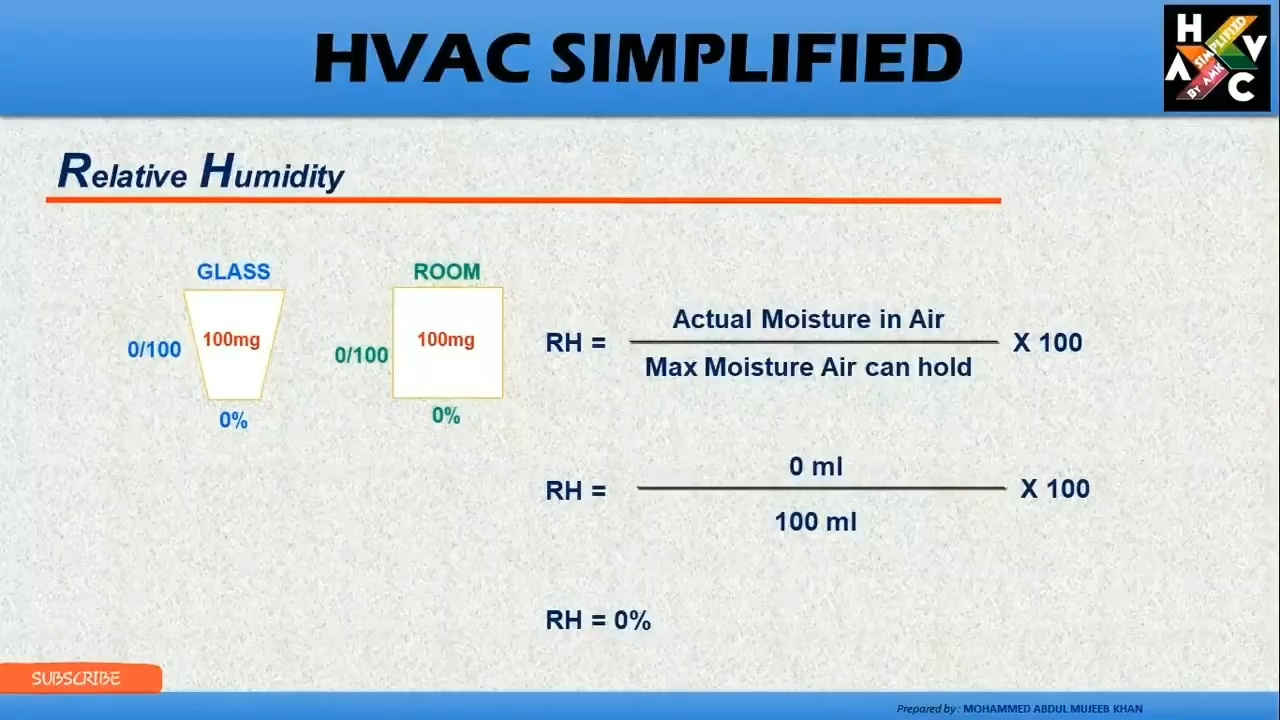 HVAC SIMPLIFIED
H V A C
SIMPLIFIED
By AMK
Relative Humidity
GLASS
ROOM
100mg
100mg
0/100
0/100
0%
0%
RH = Actual Moisture in Air / Max Moisture Air can hold X 100
RH = 0 ml / 100 ml X 100
RH = 0%
SUBSCRIBE
Prepared by : MOHAMMED ABDUL MUJEEB KHAN